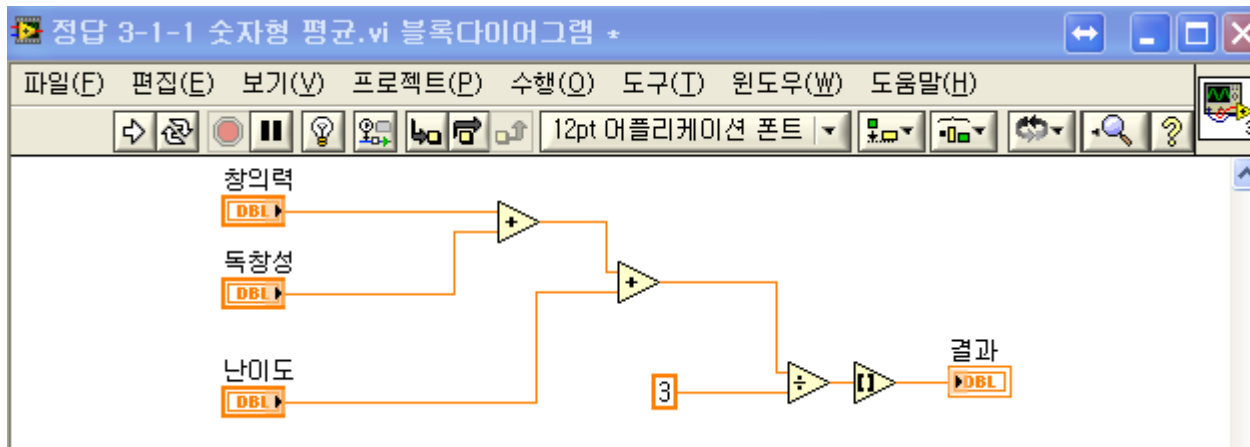 정답 3-1-1 숫자형 평균.vi 블록다이어그램 *
파일(F) 편집(E) 보기(V) 프로젝트(P) 수행(O) 도구(T) 윈도우(W) 도움말(H)
12pt 어플리케이션 폰트
3
창의력
DBL
독창성
DBL
난이도
DBL
3
결과
DBL